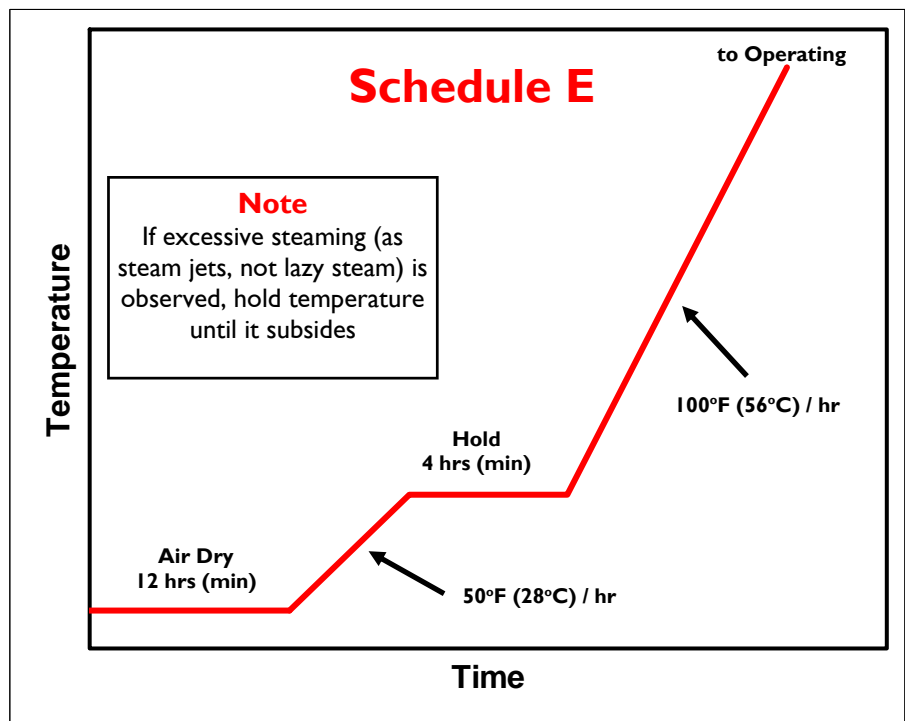 to Operating
Schedule E
Note
If excessive steaming (as
steam jets, not lazy steam) is
observed, hold temperature
until it subsides
Temperature
100°F (56°C) / hr
Hold
4 hrs (min)
Air Dry
12 hrs (min)
50°F (28°C) / hr
Time